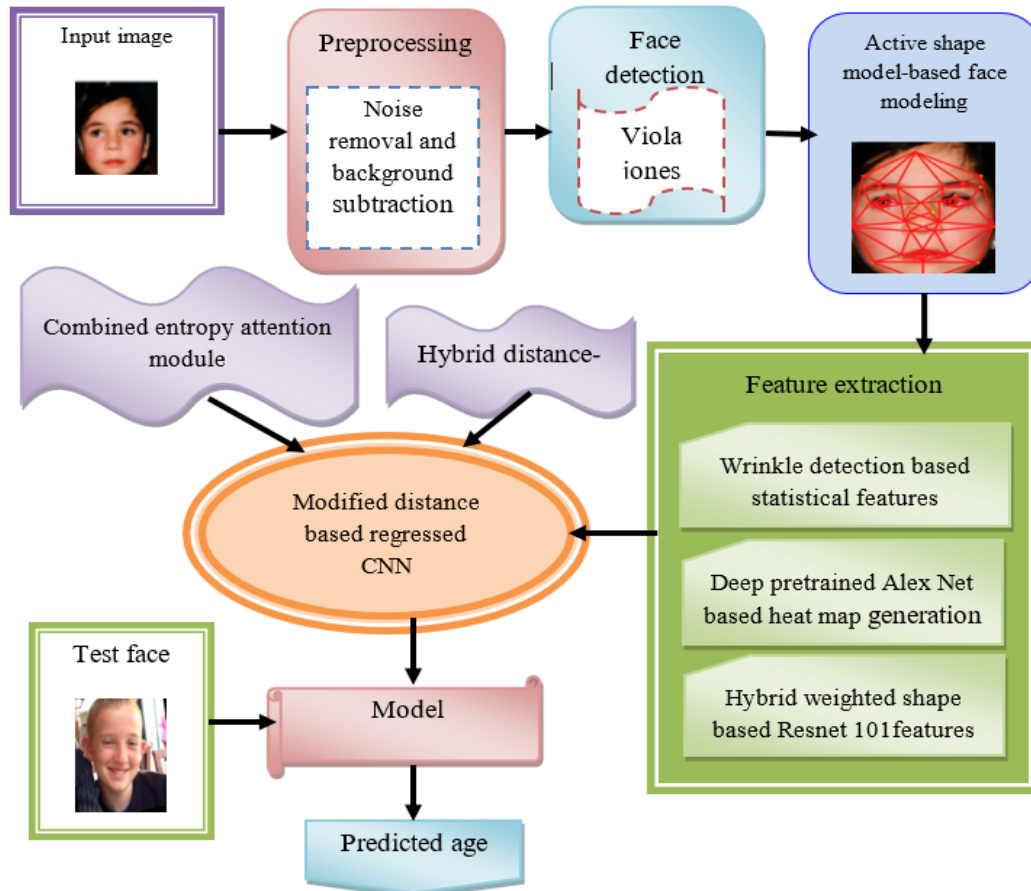 Input image
Preprocessing
Noise
removal and
background
subtraction
Face
detection
Viola
iones
Active shape
model-based face
modeling
Combined entropy attention
module
Hybrid distance-
Feature extraction
Wrinkle detection based
statistical features
Deep pretrained Alex Net
based heat map generation
Hybrid weighted shape
based Resnet 101features
Modified distance
based regressed
CNN
Test face
Model
Predicted age